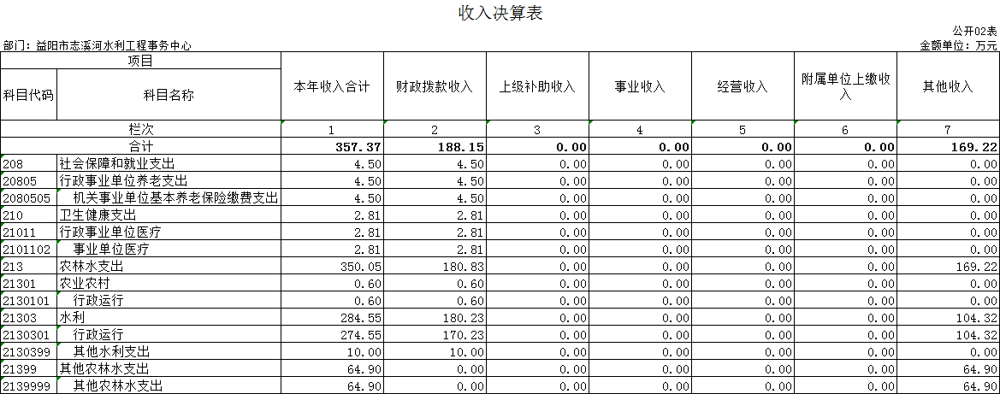 收入决算表
公开02表
部门：益阳市志溪河水利工程事务中心 金额单位：万元
项目 本年收入合计 财政拨款收入 上级补助收入 事业收入 经营收入 附属单位上缴收入 其他收入
科目代码 科目名称
栏次 1 2 3 4 5 6 7
合计 357.37 188.15 0.00 0.00 0.00 0.00 169.22
208 社会保障和就业支出 4.50 4.50 0.00 0.00 0.00 0.00 0.00
20805 行政事业单位养老支出 4.50 4.50 0.00 0.00 0.00 0.00 0.00
2080505 机关事业单位基本养老保险缴费支出 4.50 4.50 0.00 0.00 0.00 0.00 0.00
210 卫生健康支出 2.81 2.81 0.00 0.00 0.00 0.00 0.00
21011 行政事业单位医疗 2.81 2.81 0.00 0.00 0.00 0.00 0.00
2101102 事业单位医疗 2.81 2.81 0.00 0.00 0.00 0.00 0.00
213 农林水支出 350.05 180.83 0.00 0.00 0.00 0.00 169.22
21301 农业农村 0.60 0.60 0.00 0.00 0.00 0.00 0.00
2130101 行政运行 0.60 0.60 0.00 0.00 0.00 0.00 0.00
21303 水利 284.55 180.23 0.00 0.00 0.00 0.00 104.32
2130301 行政运行 274.55 170.23 0.00 0.00 0.00 0.00 104.32
2130399 其他水利支出 10.00 10.00 0.00 0.00 0.00 0.00 0.00
21399 其他农林水支出 64.90 0.00 0.00 0.00 0.00 0.00 64.90
2139999 其他农林水支出 64.90 0.00 0.00 0.00 0.00 0.00 64.90